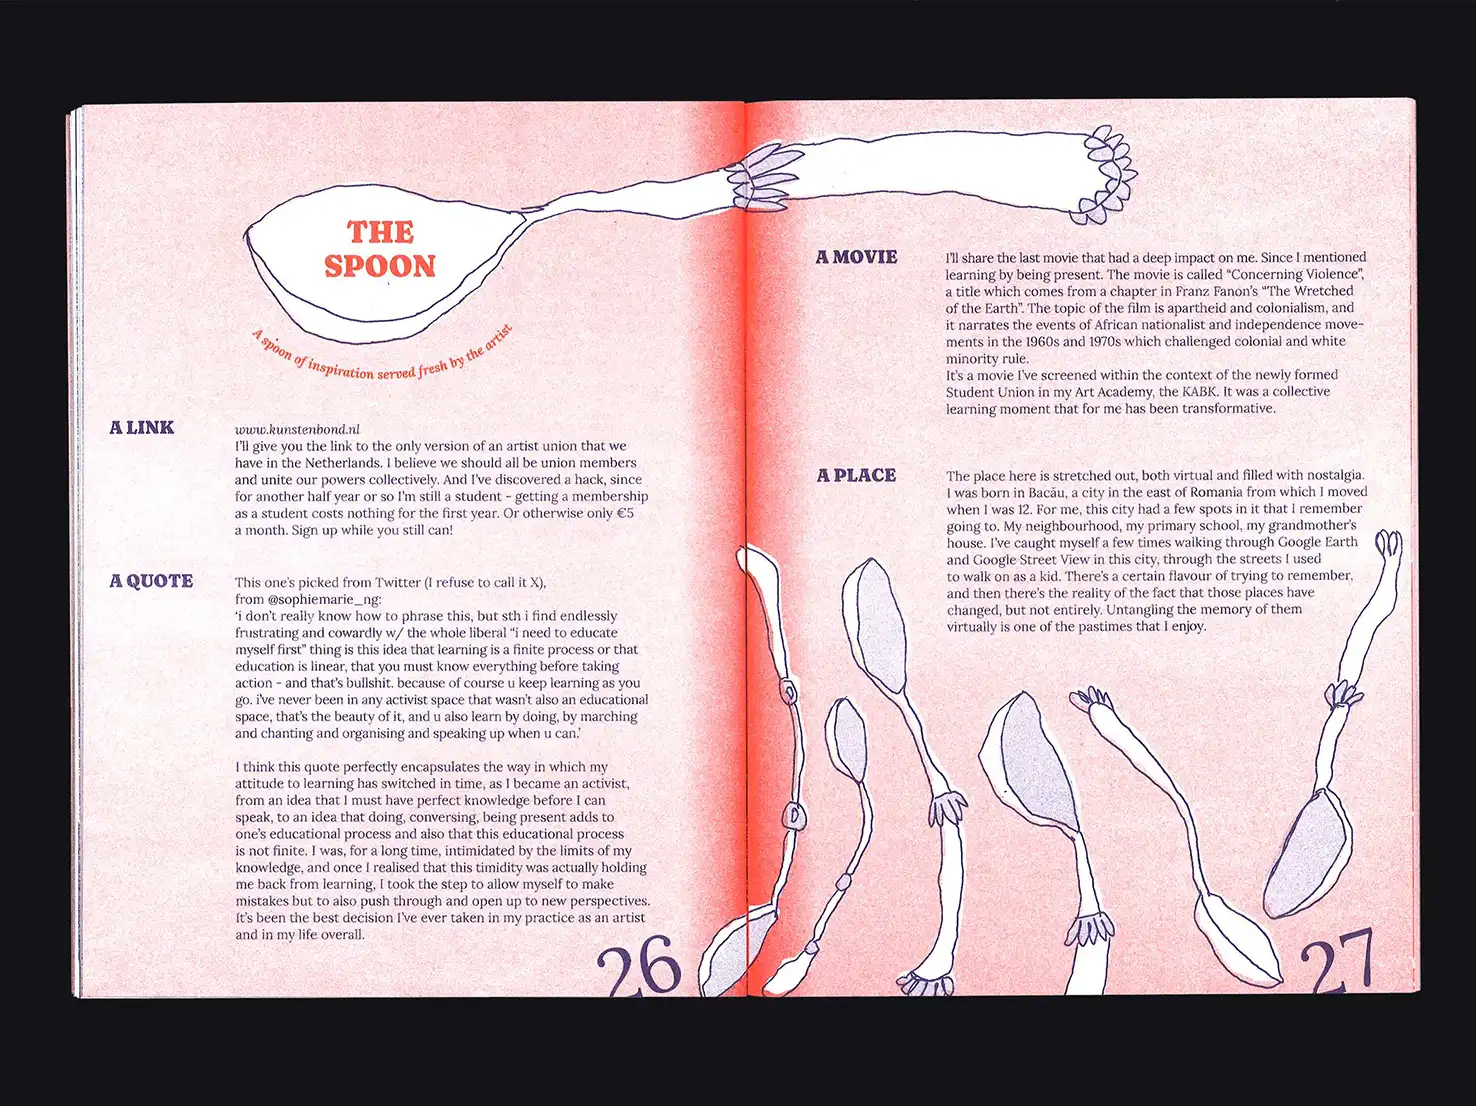 THE
SPOON
A spoon of inspiration served fresh by the artist
A LINK
www.kunstenbond.nl
I'll give you the link to the only version of an artist union that we
have in the Netherlands. I believe we should all be union members
and unite our powers collectively. And I've discovered a hack, since
for another half year or so I'm still a student - getting a membership
as a student costs nothing for the first year. Or otherwise only €5
a month. Sign up while you still can!
A QUOTE
This one's picked from Twitter (I refuse to call it X),
from @sophiemarie_ng:
'i don't really know how to phrase this, but sth i find endlessly
frustrating and cowardly w/ the whole liberal "i need to educate
myself first" thing is this idea that learning is a finite process or that
education is linear, that you must know everything before taking
action - and that's bullshit. because of course u keep learning as you
go. i've never been in any activist space that wasn't also an educational
space, that's the beauty of it, and u also learn by doing, by marching
and chanting and organising and speaking up when u can.'
I think this quote perfectly encapsulates the way in which my
attitude to learning has switched in time, as I became an activist,
from an idea that I must have perfect knowledge before I can
speak, to an idea that doing, conversing, being present adds to
one's educational process and also that this educational process
is not finite. I was, for a long time, intimidated by the limits of my
knowledge, and once I realised that this timidity was actually holding
me back from learning, I took the step to allow myself to make
mistakes but to also push through and open up to new perspectives.
It's been the best decision I've ever taken in my practice as an artist
and in my life overall.
26
A MOVIE
I'll share the last movie that had a deep impact on me. Since I mentioned
learning by being present. The movie is called "Concerning Violence",
a title which comes from a chapter in Franz Fanon's "The Wretched
of the Earth". The topic of the film is apartheid and colonialism, and
it narrates the events of African nationalist and independence move-
ments in the 1960s and 1970s which challenged colonial and white
minority rule.
It's a movie I've screened within the context of the newly formed
Student Union in my Art Academy, the KABK. It was a collective
learning moment that for me has been transformative.
A PLACE
The place here is stretched out, both virtual and filled with nostalgia.
I was born in Bacău, a city in the east of Romania from which I moved
when I was 12. For me, this city had a few spots in it that I remember
going to. My neighbourhood, my primary school, my grandmother's
house. I've caught myself a few times walking through Google Earth
and Google Street View in this city, through the streets I used
to walk on as a kid. There's a certain flavour of trying to remember,
and then there's the reality of the fact that those places have
changed, but not entirely. Untangling the memory of them
virtually is one of the pastimes that I enjoy.
27